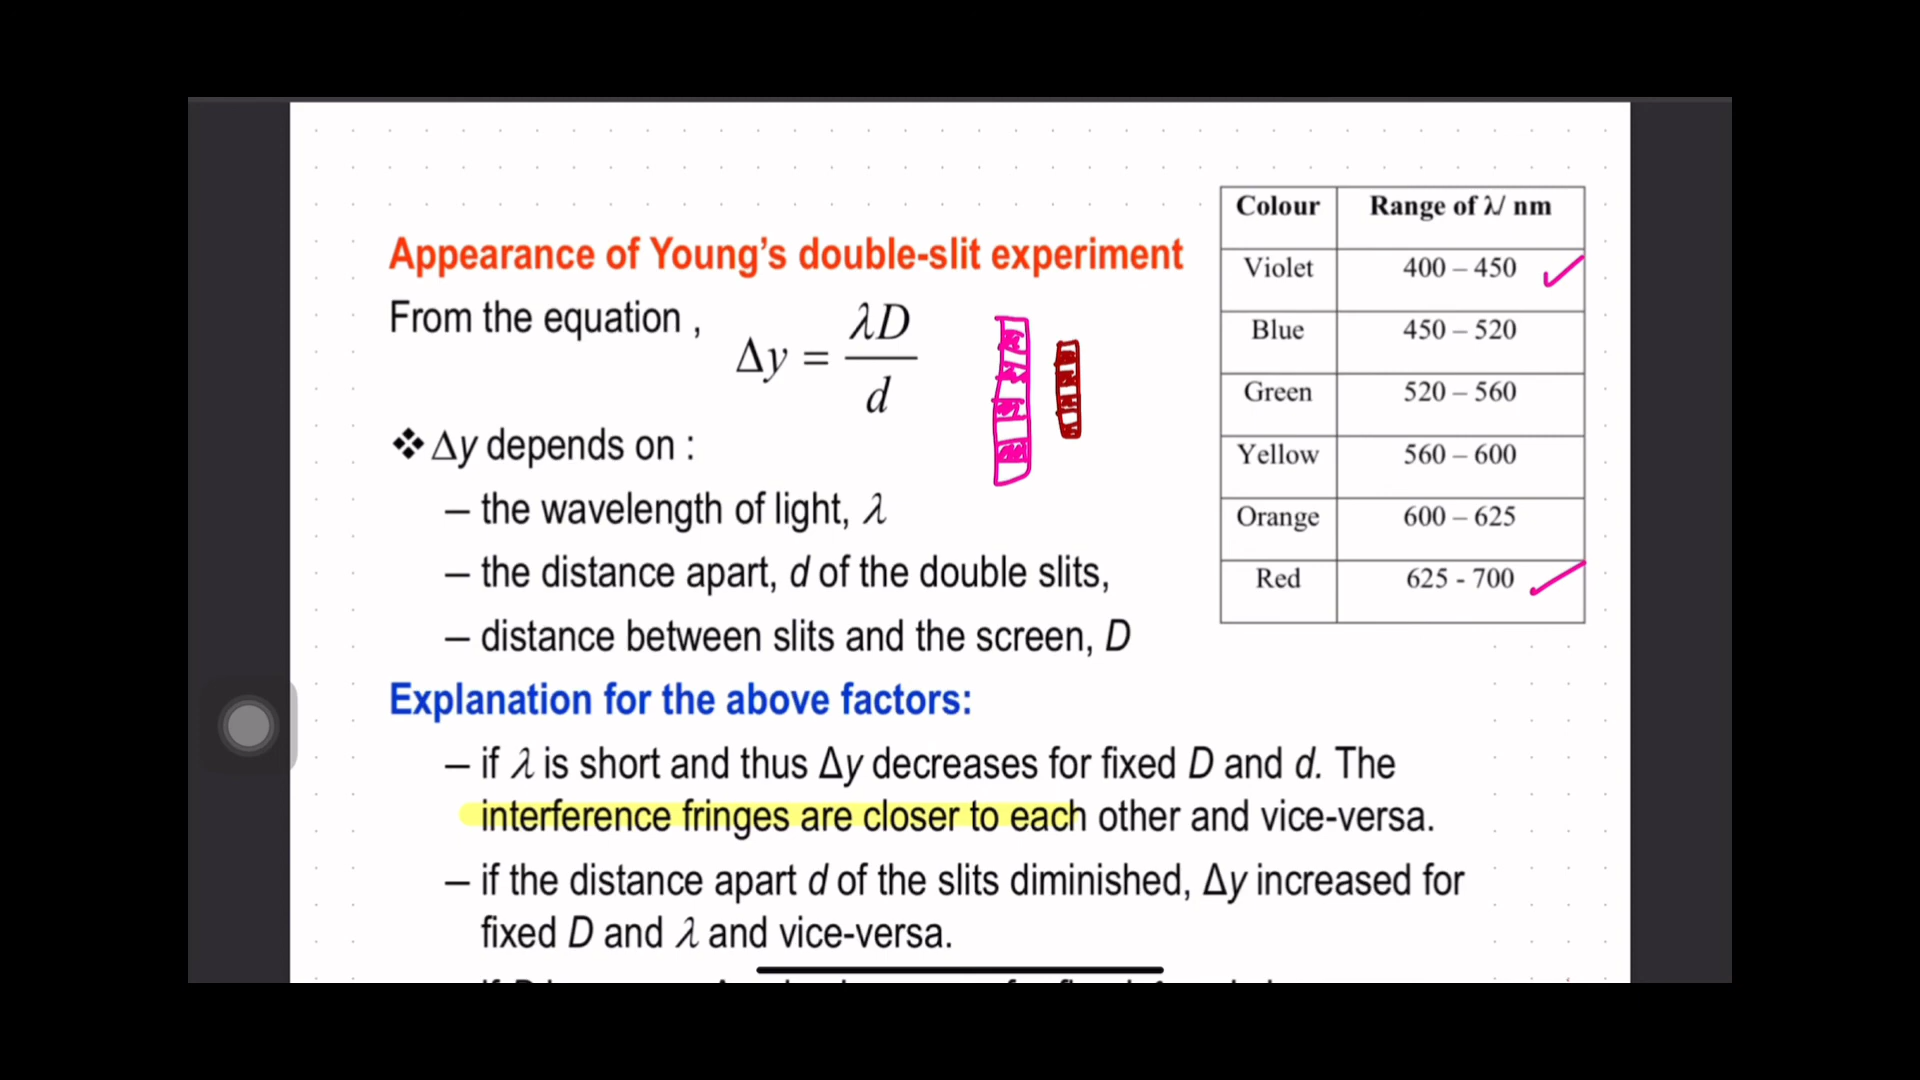 Appearance of Young's double-slit experiment
From the equation , Δy = λD / d
❖ Δy depends on :
– the wavelength of light, λ
– the distance apart, d of the double slits,
– distance between slits and the screen, D
Explanation for the above factors:
– if λ is short and thus Δy decreases for fixed D and d. The
interference fringes are closer to each other and vice-versa.
– if the distance apart d of the slits diminished, Δy increased for
fixed D and λ and vice-versa.
Colour Range of λ/ nm
Violet 400 – 450
Blue 450 – 520
Green 520 – 560
Yellow 560 – 600
Orange 600 – 625
Red 625 - 700